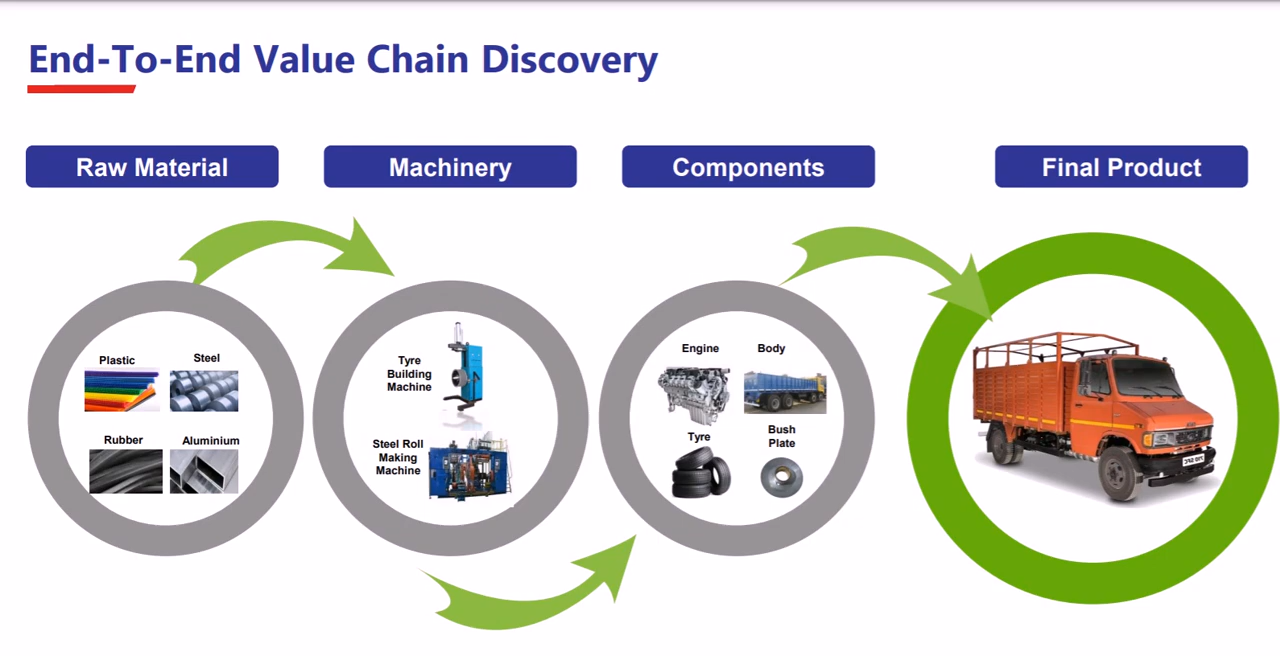 End-To-End Value Chain Discovery
Raw Material
Machinery
Components
Final Product
Plastic
Steel
Rubber
Aluminium
Tyre
Building
Machine
Steel Roll
Making
Machine
Engine
Body
Tyre
Bush
Plate